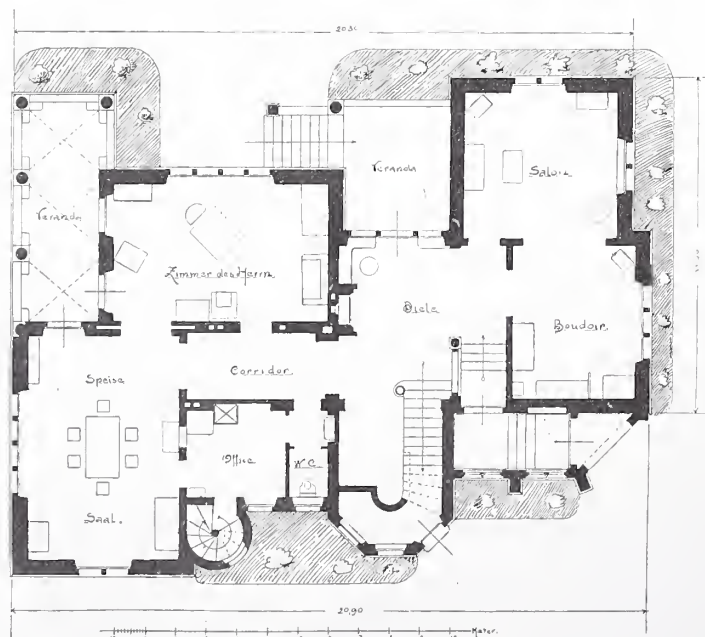 20.31
Veranda
Veranda
Salon
Zimmer des Herrn
Diele
Boudoir
Speise
Corridor
Office
W.C.
Saal.
20.90
Meter.